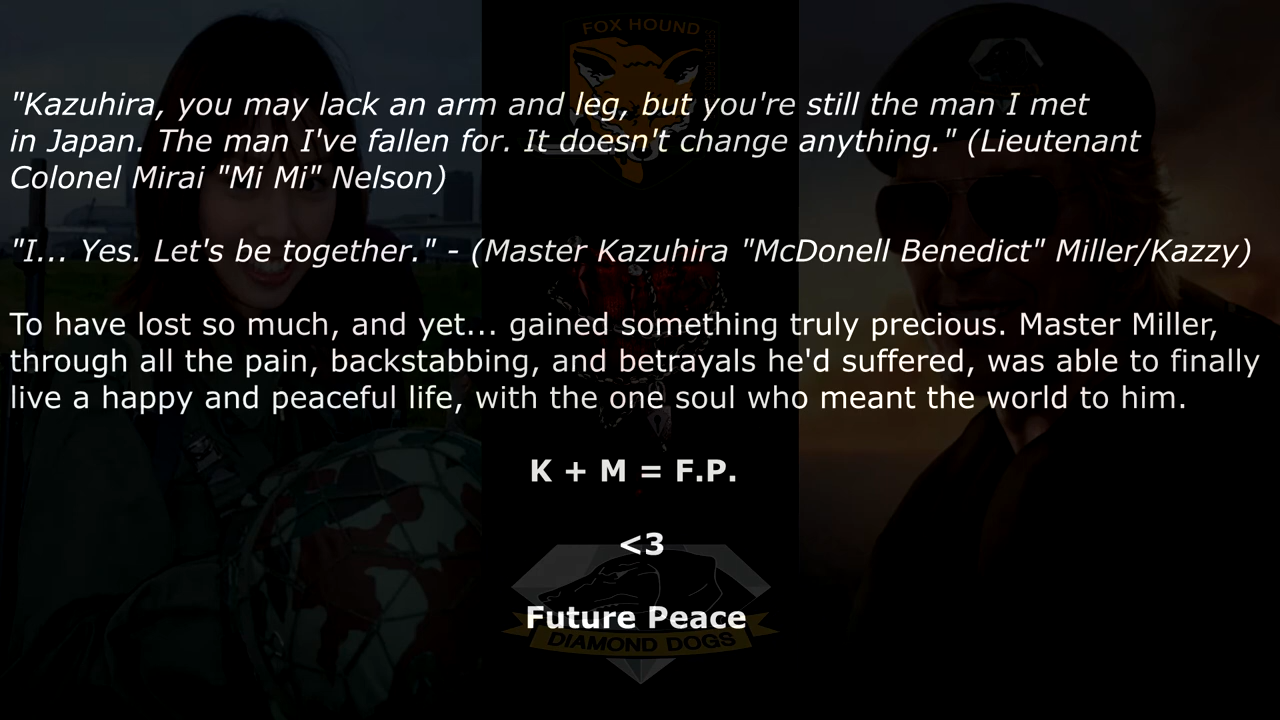 FOX HOUND
"Kazuhira, you may lack an arm and leg, but you're still the man I met
in Japan. The man I've fallen for. It doesn't change anything." (Lieutenant
Colonel Mirai "Mi Mi" Nelson)
"I... Yes. Let's be together." - (Master Kazuhira "McDonell Benedict" Miller/Kazzy)
To have lost so much, and yet... gained something truly precious. Master Miller,
through all the pain, backstabbing, and betrayals he'd suffered, was able to finally
live a happy and peaceful life, with the one soul who meant the world to him.
K + M = F.P.
<3
Future Peace
DIAMOND DOGS